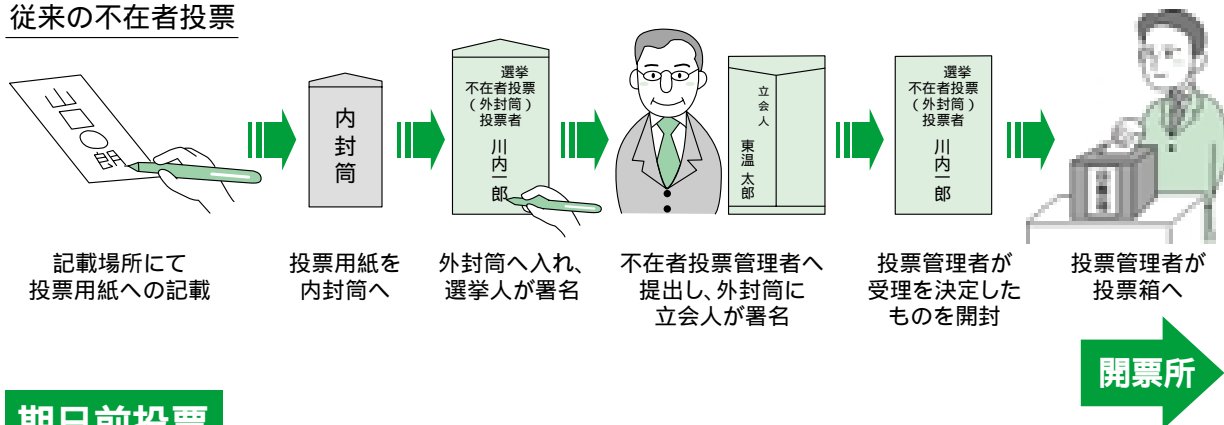 従来の不在者投票
山口〇郎
内封筒
選挙
不在者投票
(外封筒)
投票者
川内一郎
立会人
東温太郎
選挙
不在者投票
(外封筒)
投票者
川内一郎
記載場所にて
投票用紙への記載
投票用紙を
内封筒へ
外封筒へ入れ、
選挙人が署名
不在者投票管理者へ
提出し、外封筒に
立会人が署名
投票管理者が
受理を決定した
ものを開封
投票管理者が
投票箱へ
開票所
期日前投票